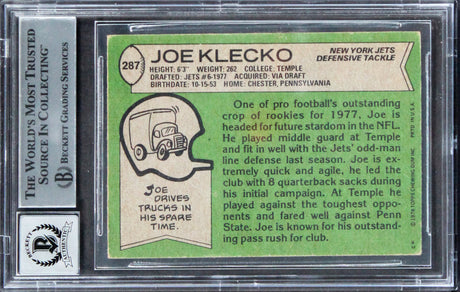 THE WORLD'S MOST TRUSTED
SOURCE IN COLLECTING™
BECKETT GRADING SERVICES
BECKETT
AUTHENTIC
287
JOE KLECKO
NEW YORK JETS
DEFENSIVE TACKLE
HEIGHT: 6'3" WEIGHT: 262 COLLEGE: TEMPLE
DRAFTED: JETS #6-1977 ACQUIRED: VIA DRAFT
BIRTHDATE: 10-15-53 HOME: CHESTER, PENNSYLVANIA
JOE
DRIVES
TRUCKS IN
HIS SPARE
TIME.
One of pro football's outstanding
crop of rookies for 1977, Joe is
headed for future stardom in the NFL.
He played middle guard at Temple
and fit in well with the Jets' odd-man
line defense last season. Joe is ex-
tremely quick and agile, he led the
club with 8 quarterback sacks during
his initial campaign. At Temple he
played against the toughest opponents
and fared well against Penn
State. Joe is known for his outstand-
ing pass rush for club.
© 1978 TOPPS CHEWING GUM INC. PRTD. IN U.S.A.